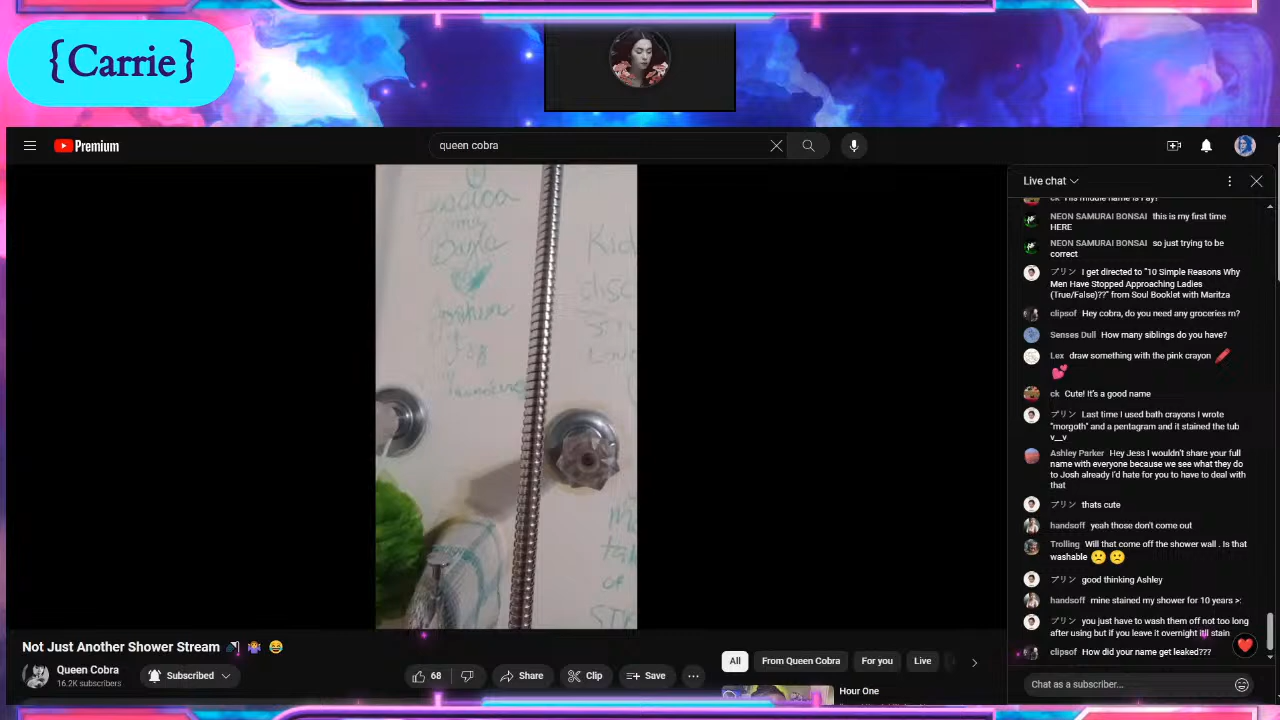 {Carrie}
Premium
queen cobra
Live chat
NEON SAMURAI BONSAI this is my first time
HERE
NEON SAMURAI BONSAI so just trying to be
correct
プリン I get directed to "10 Simple Reasons Why
Men Have Stopped Approaching Ladies
(True/False)??" from Soul Booklet with Maritza
clipsof Hey cobra, do you need any groceries rn?
Senses Dull How many siblings do you have?
Lex draw something with the pink crayon 🖍️
💕
ck Cute! It's a good name
プリン Last time I used bath crayons I wrote
"morgoth" and a pentagram and it stained the tub
v__v
Ashley Parker Hey Jess I wouldn't share your full
name with everyone because we see what they do
to Josh already I'd hate for you to have to deal with
that
プリン thats cute
handsoff yeah those don't come out
Trolling Will that come off the shower wall . Is that
washable 🙁 🙁
プリン good thinking Ashley
handsoff mine stained my shower for 10 years >:
プリン you just have to wash them off not too long
after using but if you leave it overnight itll stain
clipsof How did your name get leaked???
Chat as a subscriber...
Jessica
Kid
of
Not Just Another Shower Stream 🚿 🤷‍♀️ 😂
Queen Cobra
16.2K subscribers
Subscribed
68
Share
Clip
Save
All
From Queen Cobra
For you
Live
Hour One